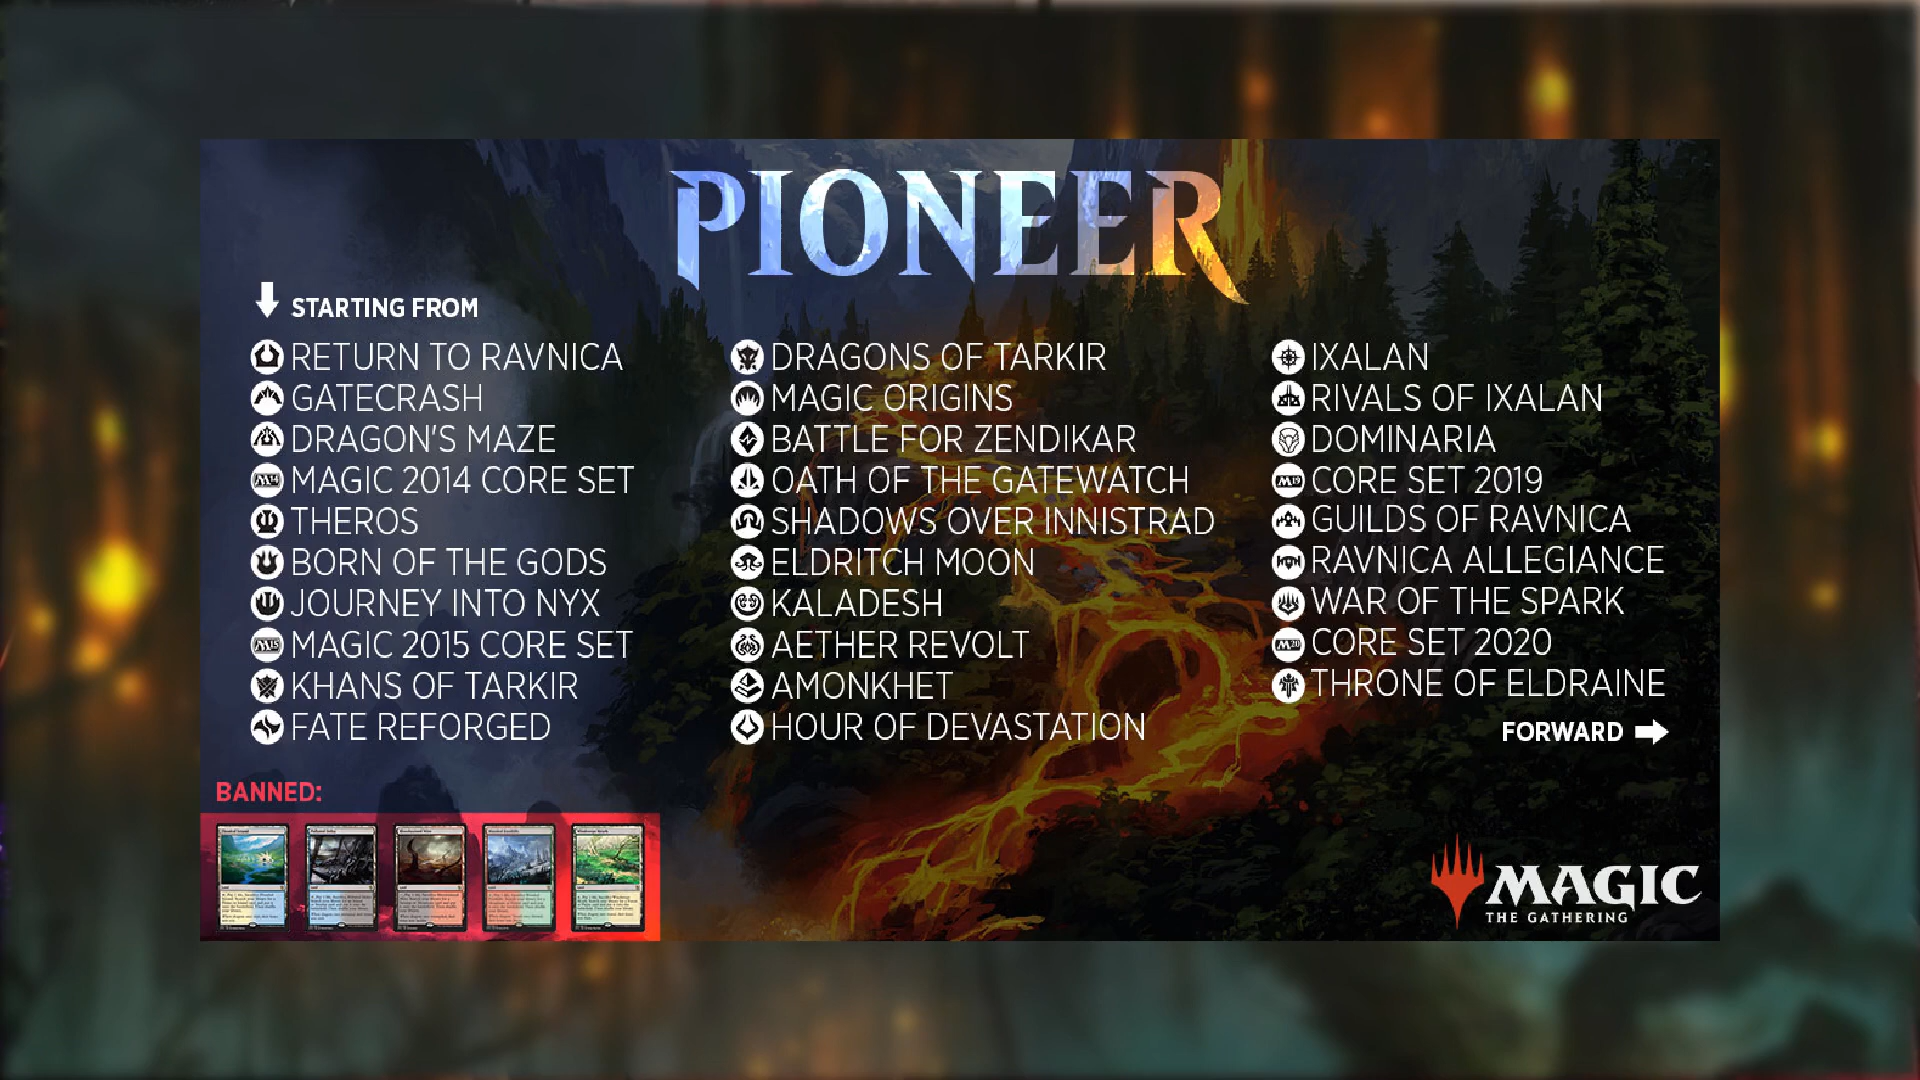 PIONEER
STARTING FROM
RETURN TO RAVNICA
GATECRASH
DRAGON'S MAZE
MAGIC 2014 CORE SET
THEROS
BORN OF THE GODS
JOURNEY INTO NYX
MAGIC 2015 CORE SET
KHANS OF TARKIR
FATE REFORGED
DRAGONS OF TARKIR
MAGIC ORIGINS
BATTLE FOR ZENDIKAR
OATH OF THE GATEWATCH
SHADOWS OVER INNISTRAD
ELDRITCH MOON
KALADESH
AETHER REVOLT
AMONKHET
HOUR OF DEVASTATION
IXALAN
RIVALS OF IXALAN
DOMINARIA
CORE SET 2019
GUILDS OF RAVNICA
RAVNICA ALLEGIANCE
WAR OF THE SPARK
CORE SET 2020
THRONE OF ELDRAINE
FORWARD
BANNED:
MAGIC
THE GATHERING